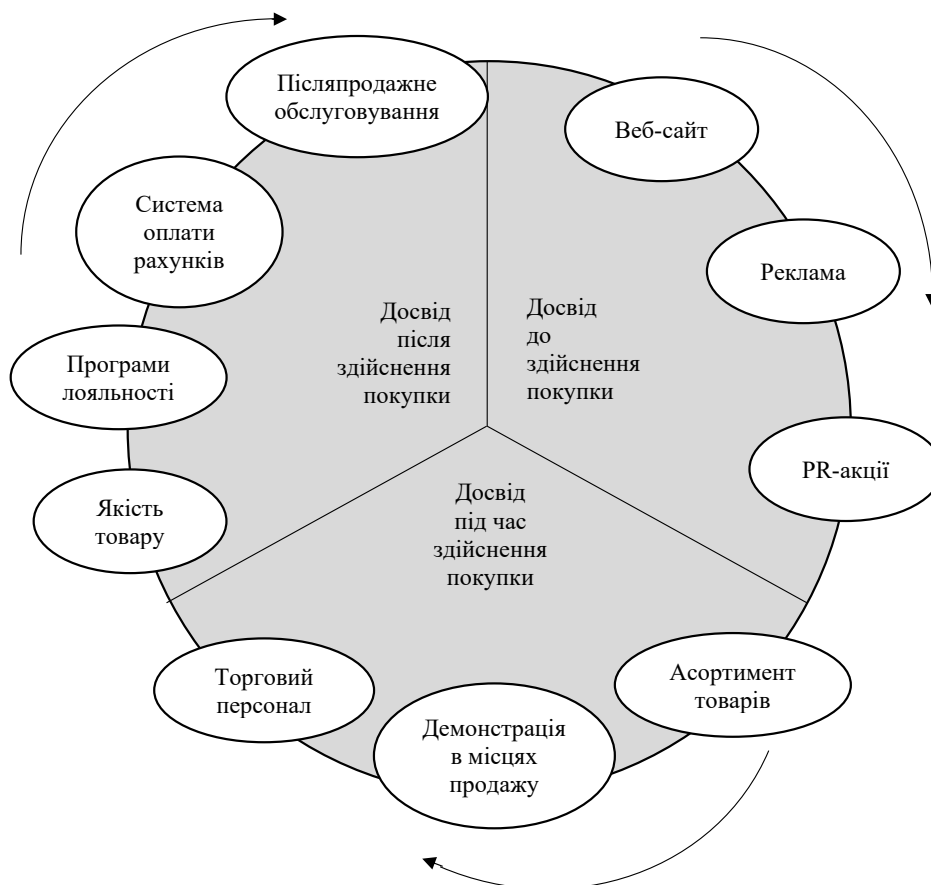 Післяпродажне
обслуговування
Веб-сайт
Система
оплати
рахунків
Реклама
Досвід
після
здійснення
покупки
Досвід
до
здійснення
покупки
Програми
лояльності
PR-акції
Якість
товару
Досвід
під час
здійснення
покупки
Торговий
персонал
Демонстрація
в місцях
продажу
Асортимент
товарів